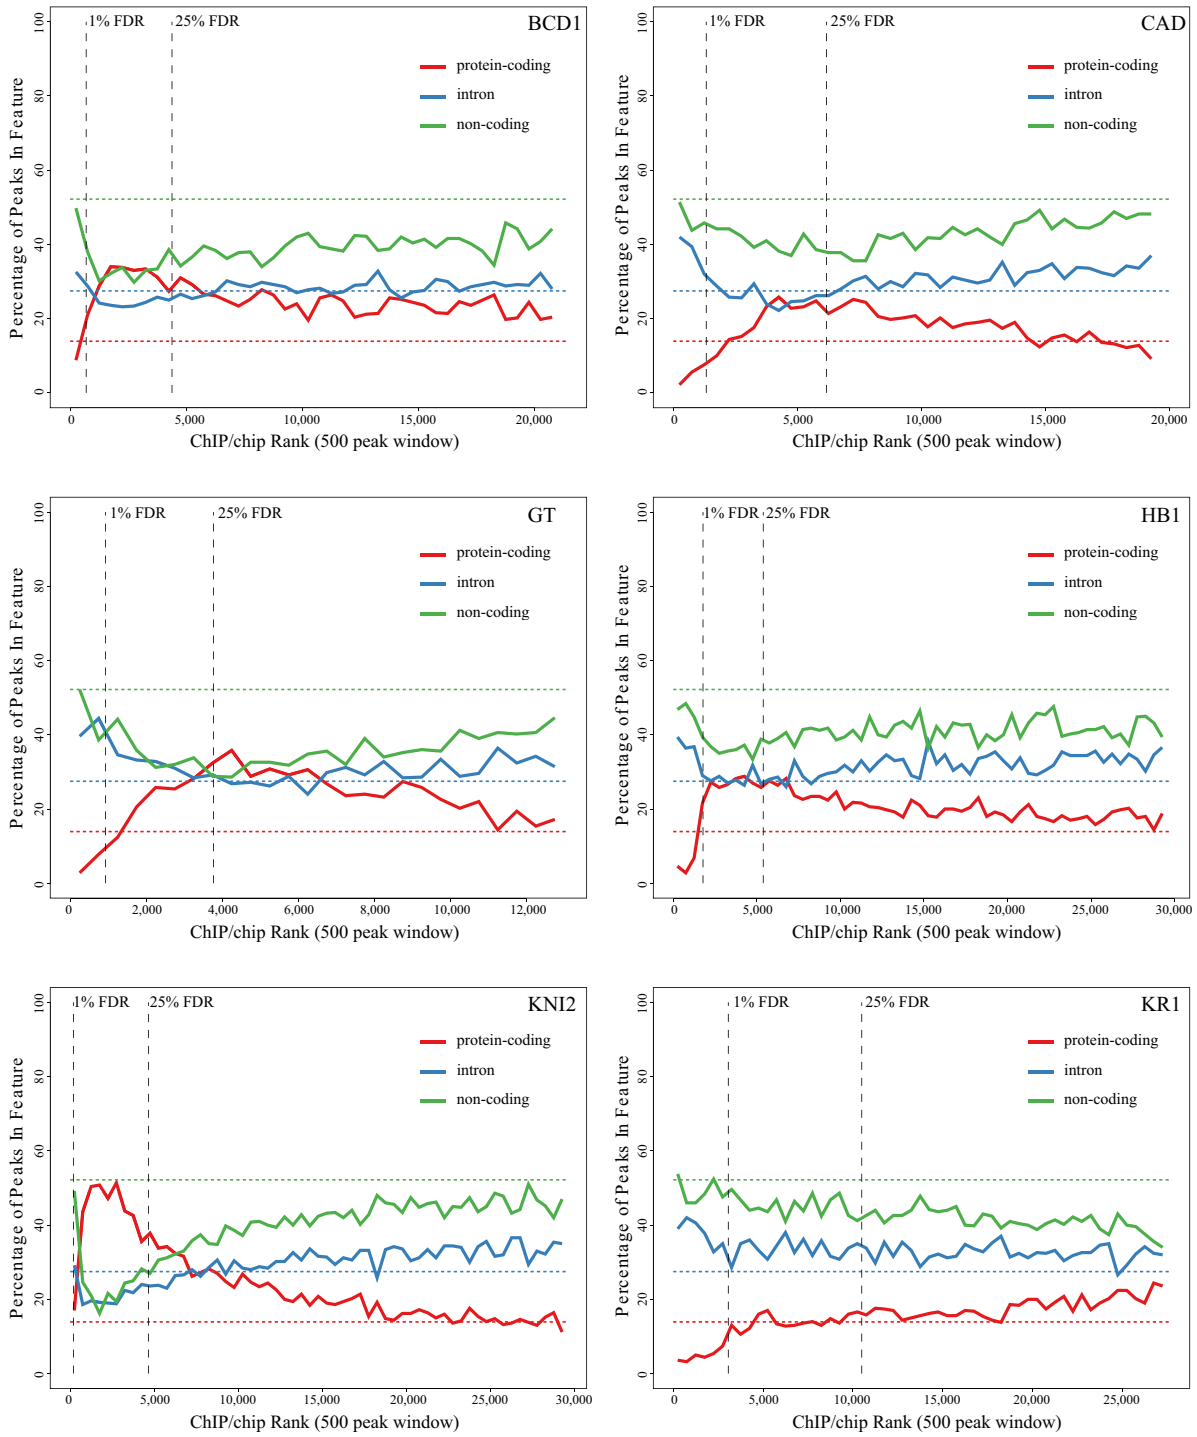 BCD1
1% FDR
25% FDR
protein-coding
intron
non-coding
Percentage of Peaks In Feature
0
20
40
60
80
100
0
5,000
10,000
15,000
20,000
ChIP/chip Rank (500 peak window)
CAD
1% FDR
25% FDR
protein-coding
intron
non-coding
Percentage of Peaks In Feature
0
20
40
60
80
100
0
5,000
10,000
15,000
20,000
ChIP/chip Rank (500 peak window)
GT
1% FDR
25% FDR
protein-coding
intron
non-coding
Percentage of Peaks In Feature
0
20
40
60
80
100
0
2,000
4,000
6,000
8,000
10,000
12,000
ChIP/chip Rank (500 peak window)
HB1
1% FDR
25% FDR
protein-coding
intron
non-coding
Percentage of Peaks In Feature
0
20
40
60
80
100
0
5,000
10,000
15,000
20,000
25,000
30,000
ChIP/chip Rank (500 peak window)
KNI2
1% FDR
25% FDR
protein-coding
intron
non-coding
Percentage of Peaks In Feature
0
20
40
60
80
100
0
5,000
10,000
15,000
20,000
25,000
30,000
ChIP/chip Rank (500 peak window)
KR1
1% FDR
25% FDR
protein-coding
intron
non-coding
Percentage of Peaks In Feature
0
20
40
60
80
100
0
5,000
10,000
15,000
20,000
25,000
ChIP/chip Rank (500 peak window)